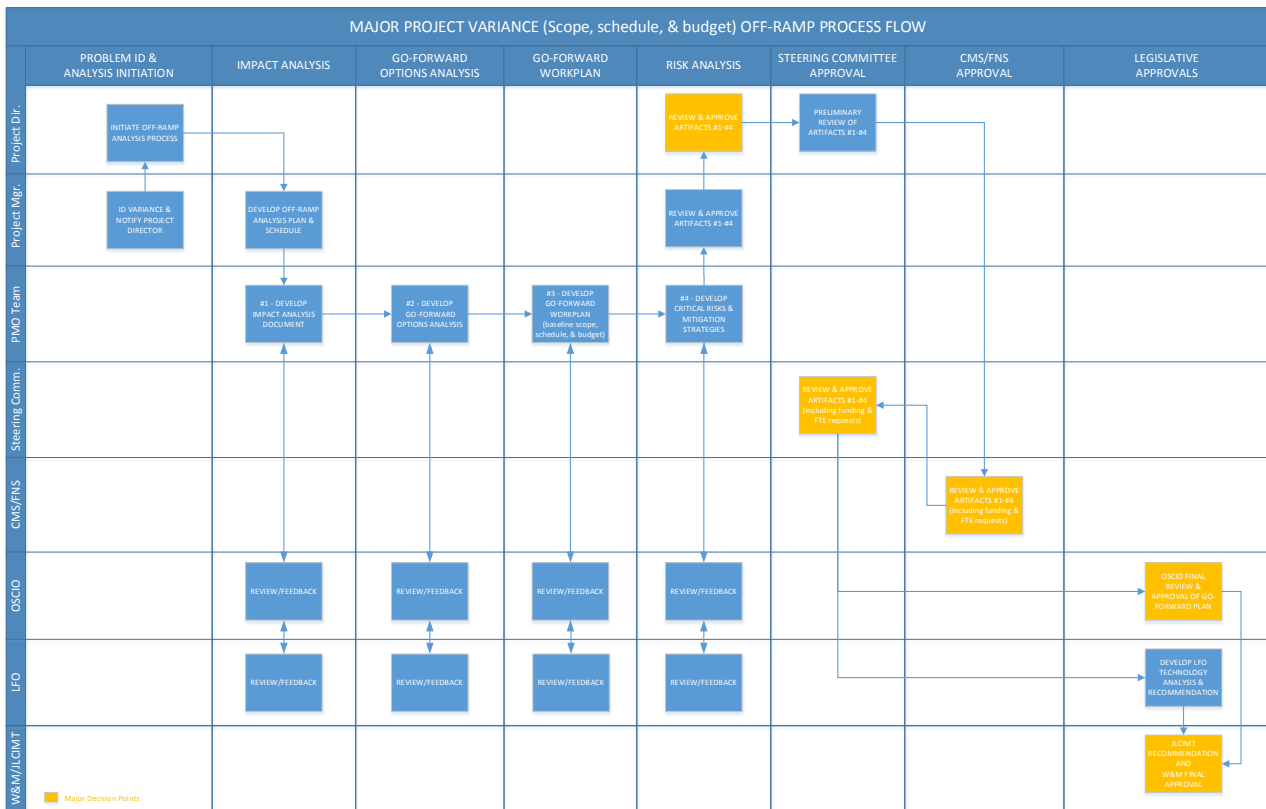 MAJOR PROJECT VARIANCE (Scope, schedule, & budget) OFF-RAMP PROCESS FLOW
PROBLEM ID &
ANALYSIS INITIATION
IMPACT ANALYSIS
GO-FORWARD
OPTIONS ANALYSIS
GO-FORWARD
WORKPLAN
RISK ANALYSIS
STEERING COMMITTEE
APPROVAL
CMS/FNS
APPROVAL
LEGISLATIVE
APPROVALS
Project Dir.
INITIATE OFF-RAMP
ANALYSIS PROCESS
REVIEW & APPROVE
ARTIFACTS #1-#4
PRELIMINARY
REVIEW OF
ARTIFACTS #1-#4
Project Mgr.
ID VARIANCE &
NOTIFY PROJECT
DIRECTOR
DEVELOP OFF-RAMP
ANALYSIS PLAN &
SCHEDULE
REVIEW & APPROVE
ARTIFACTS #1-#4
PMO Team
#1 - DEVELOP
IMPACT ANALYSIS
DOCUMENT
#2 - DEVELOP
GO-FORWARD
OPTIONS ANALYSIS
#3 - DEVELOP
GO-FORWARD
WORKPLAN
(baseline scope,
schedule, & budget)
#4 - DEVELOP
CRITICAL RISKS &
MITIGATION
STRATEGIES
Steering Comm.
REVIEW & APPROVE
ARTIFACTS #1-#4
(including funding &
FTE requests)
CMS/FNS
REVIEW & APPROVE
ARTIFACTS #1-#4
(including funding &
FTE requests)
OSCIO
REVIEW/FEEDBACK
REVIEW/FEEDBACK
REVIEW/FEEDBACK
REVIEW/FEEDBACK
OSCIO FINAL
REVIEW &
APPROVAL OF GO-
FORWARD PLAN
LFO
REVIEW/FEEDBACK
REVIEW/FEEDBACK
REVIEW/FEEDBACK
REVIEW/FEEDBACK
DEVELOP LFO
TECHNOLOGY
ANALYSIS &
RECOMMENDATION
W&M/JLCIMT
JLCIMT
RECOMMENDATION
AND
W&M FINAL
APPROVAL
Major Decision Points